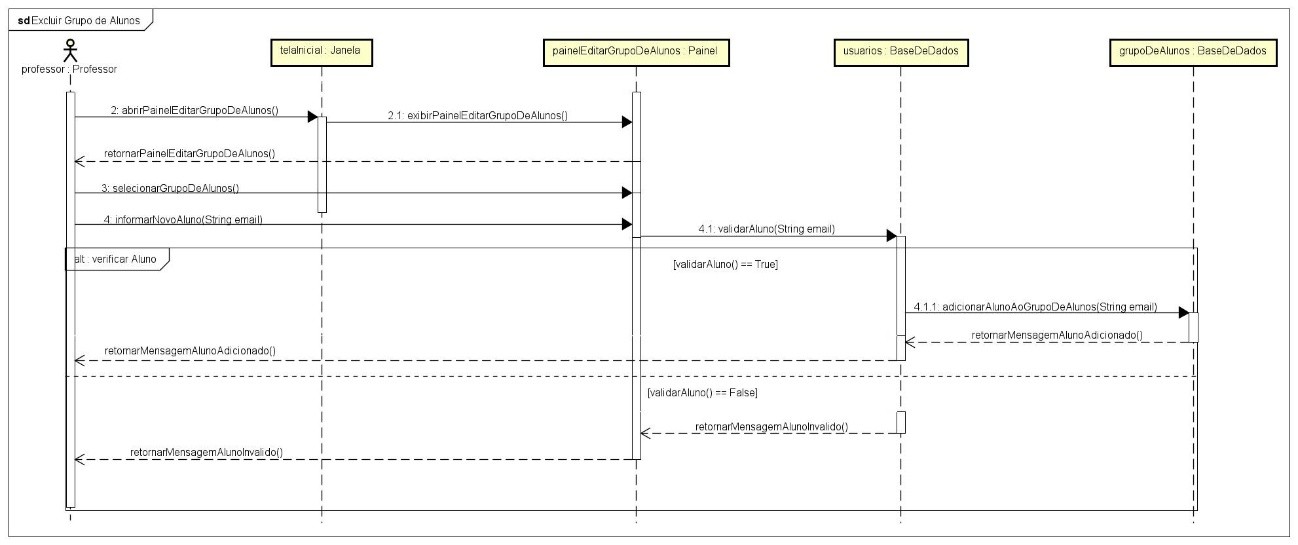 sd Excluir Grupo de Alunos
professor : Professor
telaInicial : Janela
painelEditarGrupoDeAlunos : Painel
usuarios : BaseDeDados
grupoDeAlunos : BaseDeDados
2: abrirPainelEditarGrupoDeAlunos()
2.1: exibirPainelEditarGrupoDeAlunos()
retornarPainelEditarGrupoDeAlunos()
3: selecionarGrupoDeAlunos()
4: informarNovoAluno(String email)
4.1: validarAluno(String email)
alt : verificar Aluno
[validarAluno() == True]
4.1.1: adicionarAlunoAoGrupoDeAlunos(String email)
retornarMensagemAlunoAdicionado()
retornarMensagemAlunoAdicionado()
[validarAluno() == False]
retornarMensagemAlunoInvalido()
retornarMensagemAlunoInvalido()